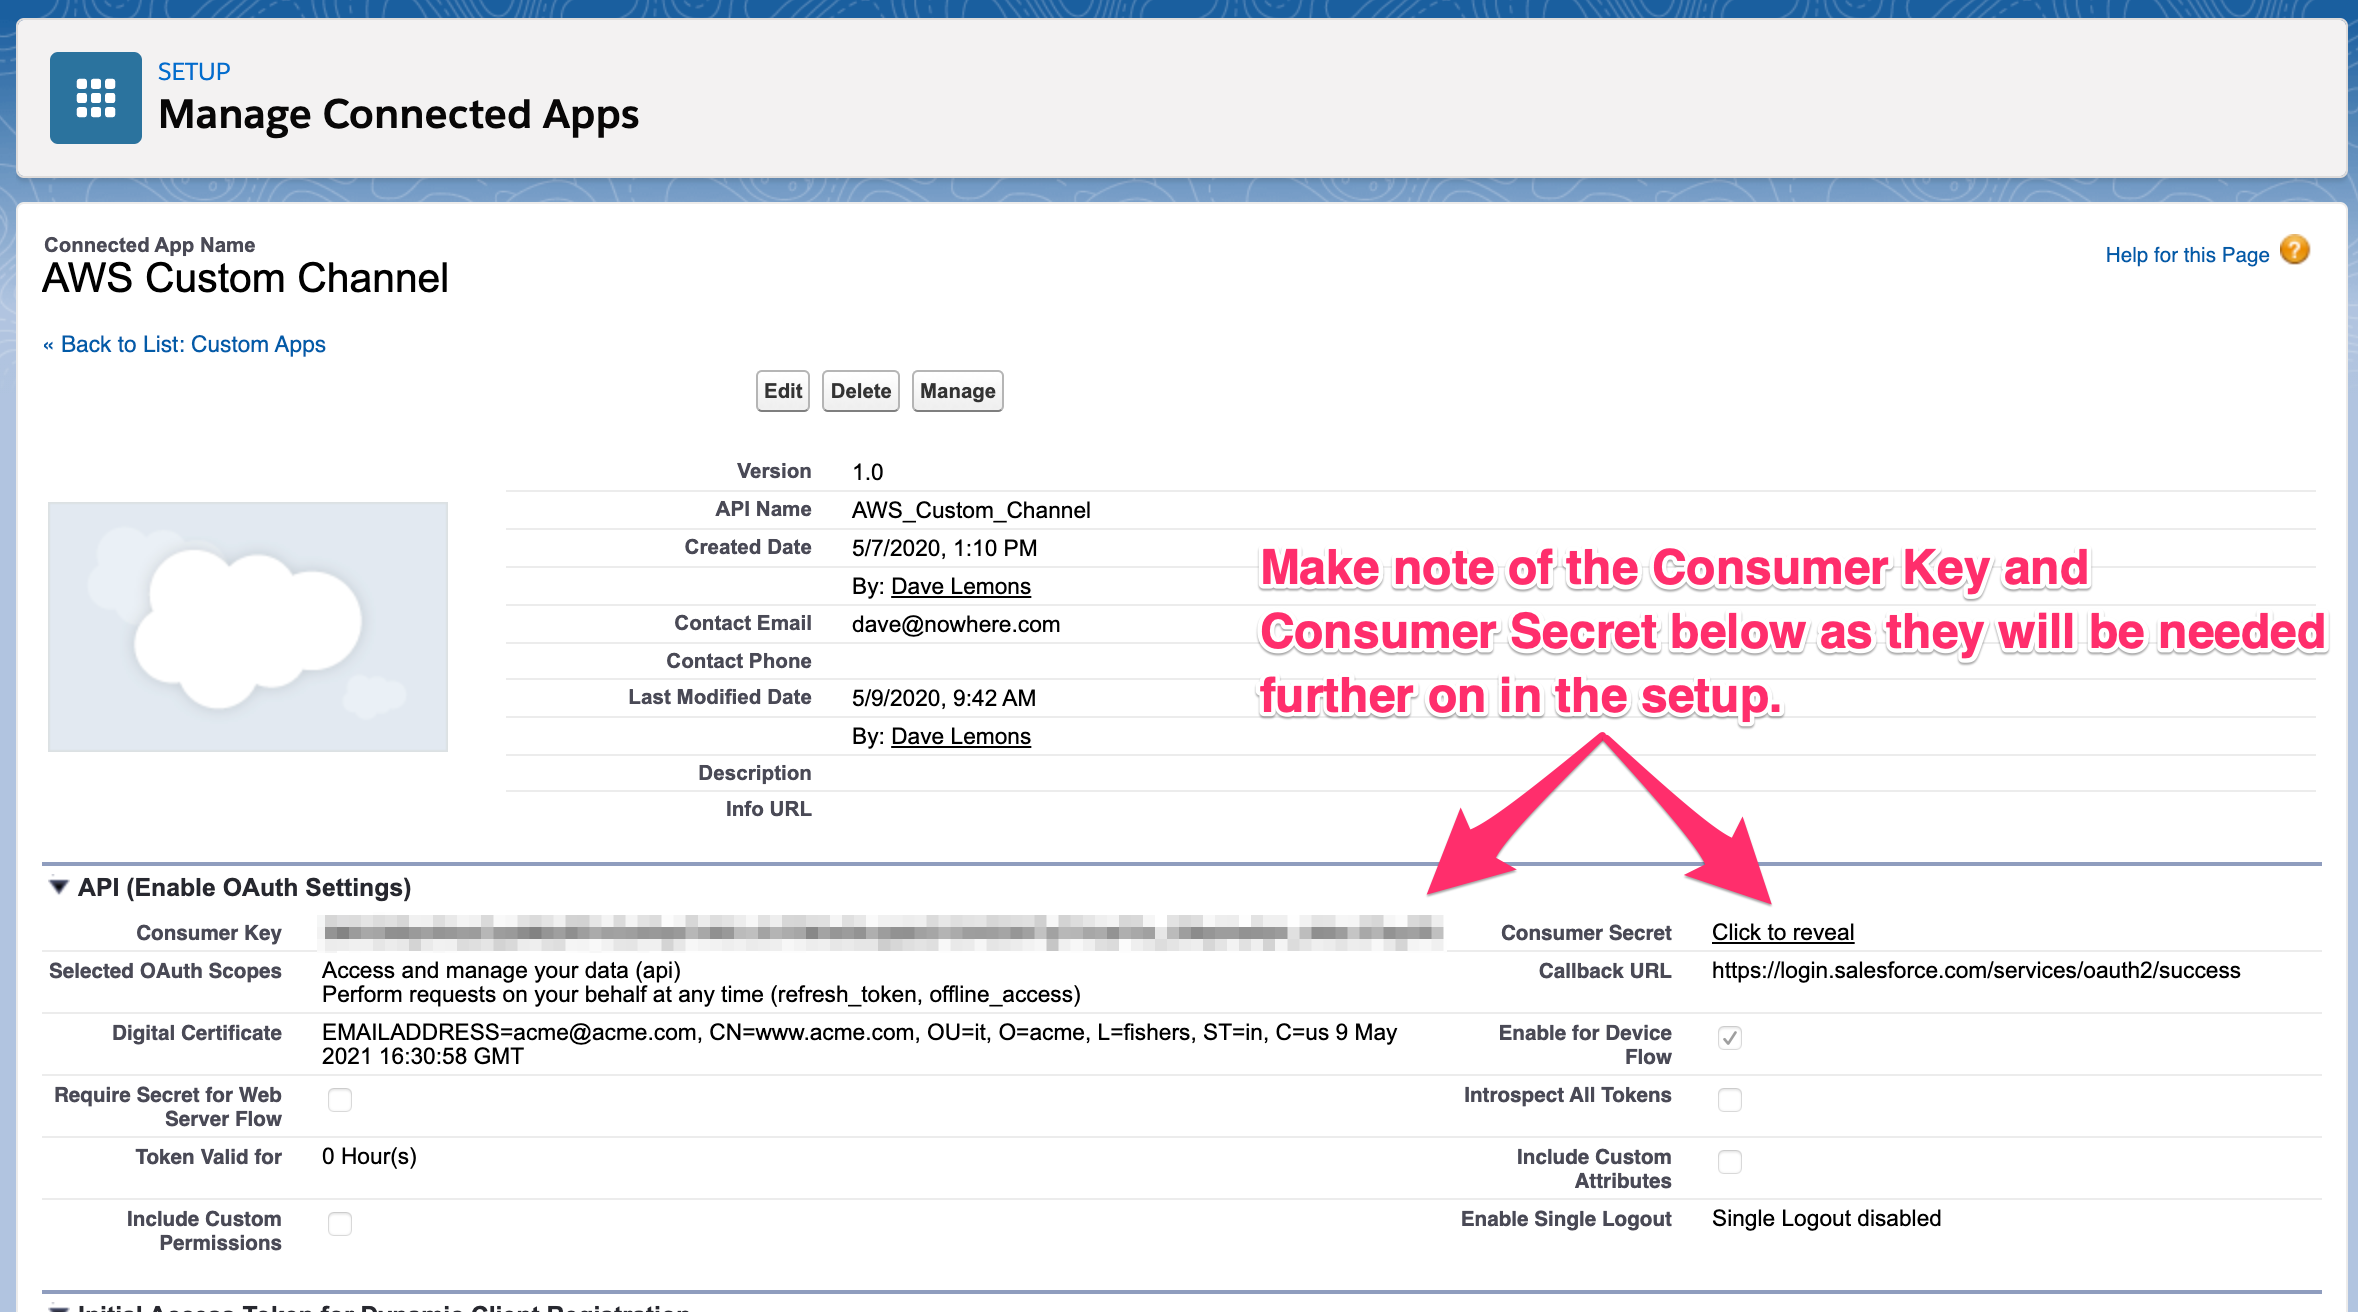 SETUP
Manage Connected Apps
Connected App Name
AWS Custom Channel
Help for this Page ?
« Back to List: Custom Apps
Edit Delete Manage
Version 1.0
API Name AWS_Custom_Channel
Created Date 5/7/2020, 1:10 PM
By: Dave Lemons
Contact Email dave@nowhere.com
Contact Phone
Last Modified Date 5/9/2020, 9:42 AM
By: Dave Lemons
Description
Info URL
Make note of the Consumer Key and
Consumer Secret below as they will be needed
further on in the setup.
API (Enable OAuth Settings)
Consumer Key
Consumer Secret Click to reveal
Selected OAuth Scopes Access and manage your data (api)
Perform requests on your behalf at any time (refresh_token, offline_access)
Callback URL https://login.salesforce.com/services/oauth2/success
Digital Certificate EMAILADDRESS=acme@acme.com, CN=www.acme.com, OU=it, O=acme, L=fishers, ST=in, C=us 9 May
2021 16:30:58 GMT
Enable for Device
Flow
Require Secret for Web
Server Flow
Introspect All Tokens
Token Valid for 0 Hour(s)
Include Custom
Attributes
Include Custom
Permissions
Enable Single Logout Single Logout disabled
Initial Access Token for Dynamic Client Registration